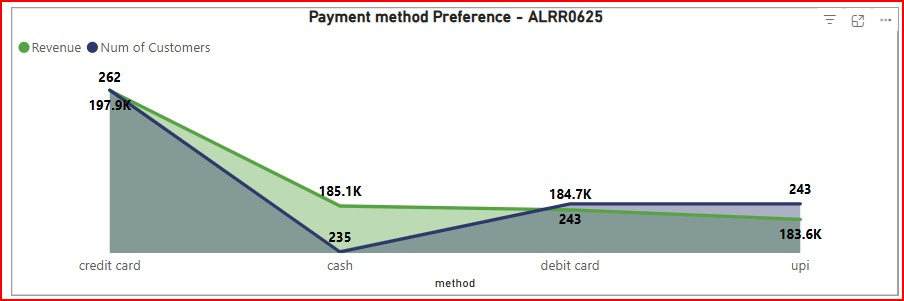 Payment method Preference - ALRR0625
Revenue Num of Customers
262
197.9K
185.1K
235
184.7K
243
243
183.6K
credit card cash debit card upi
method